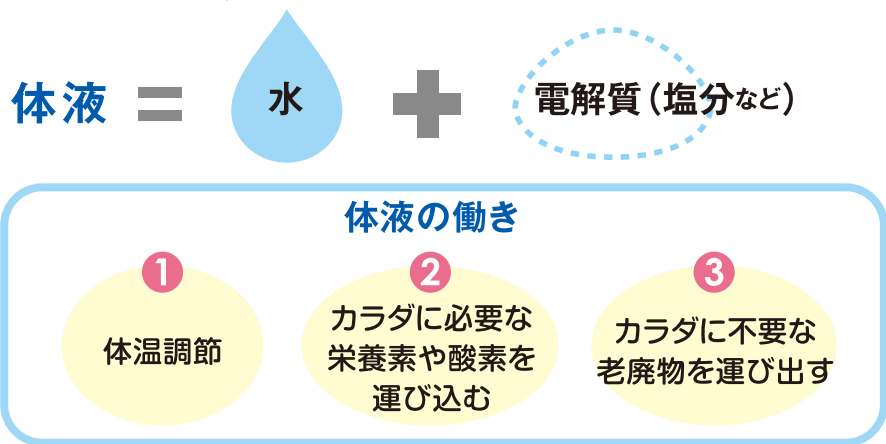 体液 = 水 + 電解質(塩分など)
体液の働き
1
体温調節
2
カラダに必要な
栄養素や酸素を
運び込む
3
カラダに不要な
老廃物を運び出す